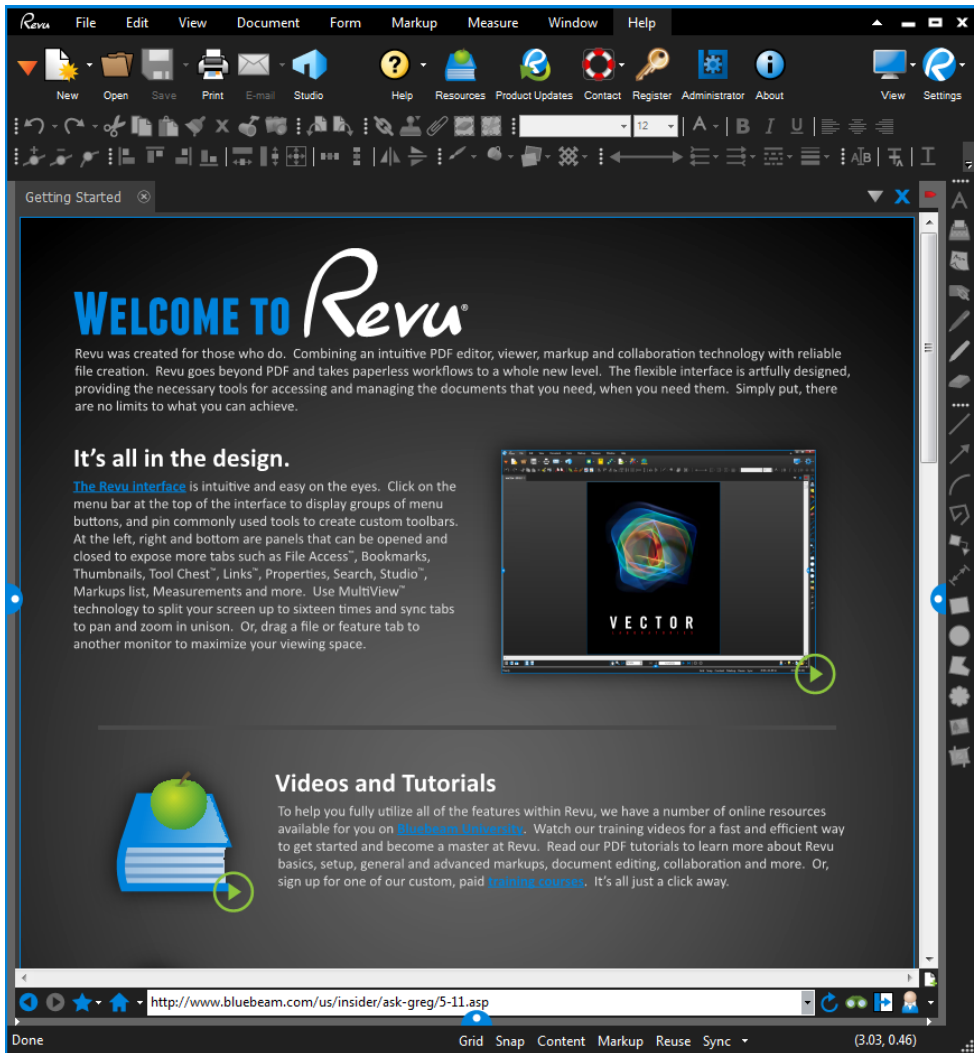 Revu File Edit View Document Form Markup Measure Window Help
New Open Save Print E-mail Studio Help Resources Product Updates Contact Register Administrator About View Settings
12 A B I U
Getting Started
WELCOME TO Revu®
Revu was created for those who do. Combining an intuitive PDF editor, viewer, markup and collaboration technology with reliable
file creation. Revu goes beyond PDF and takes paperless workflows to a whole new level. The flexible interface is artfully designed,
providing the necessary tools for accessing and managing the documents that you need, when you need them. Simply put, there
are no limits to what you can achieve.
It's all in the design.
The Revu interface is intuitive and easy on the eyes. Click on the
menu bar at the top of the interface to display groups of menu
buttons, and pin commonly used tools to create custom toolbars.
At the left, right and bottom are panels that can be opened and
closed to expose more tabs such as File Access™, Bookmarks,
Thumbnails, Tool Chest™, Links™, Properties, Search, Studio™,
Markups list, Measurements and more. Use MultiView™
technology to split your screen up to sixteen times and sync tabs
to pan and zoom in unison. Or, drag a file or feature tab to
another monitor to maximize your viewing space.
VECTOR
Videos and Tutorials
To help you fully utilize all of the features within Revu, we have a number of online resources
available for you on Bluebeam University. Watch our training videos for a fast and efficient way
to get started and become a master at Revu. Read our PDF tutorials to learn more about Revu
basics, setup, general and advanced markups, document editing, collaboration and more. Or,
sign up for one of our custom, paid training courses. It's all just a click away.
http://www.bluebeam.com/us/insider/ask-greg/5-11.asp
Done Grid Snap Content Markup Reuse Sync (3.03, 0.46)